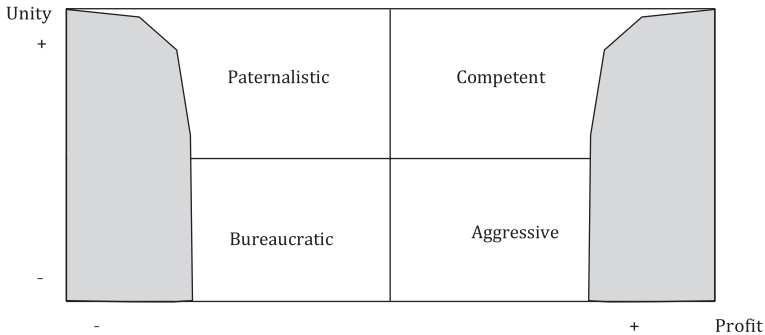 Unity
+
Paternalistic
Competent
Bureaucratic
Aggressive
-
-
+
Profit